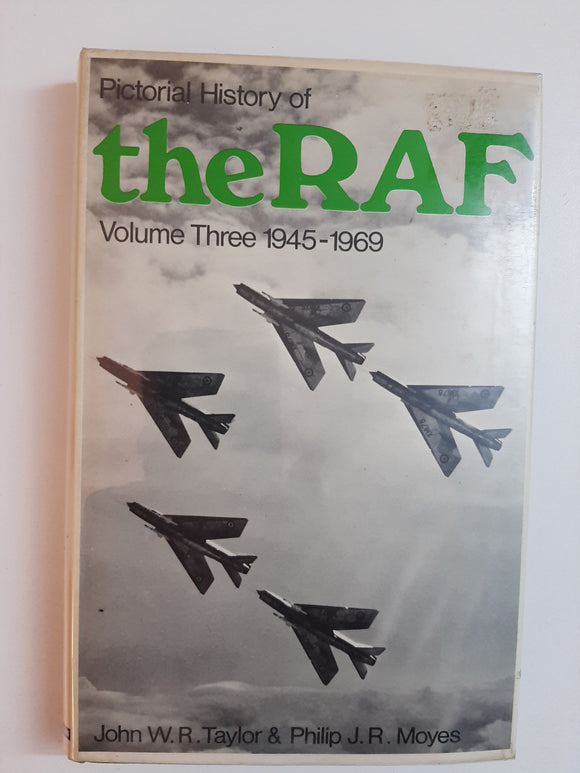 Pictorial History of
the RAF
Volume Three 1945-1969
John W. R. Taylor & Philip J. R. Moyes